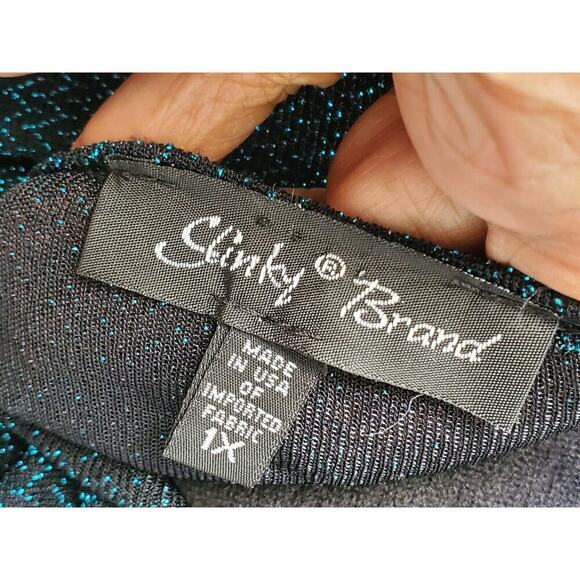 Slinky® Brand
MADE
IN USA
OF
IMPORTED
FABRIC
1X